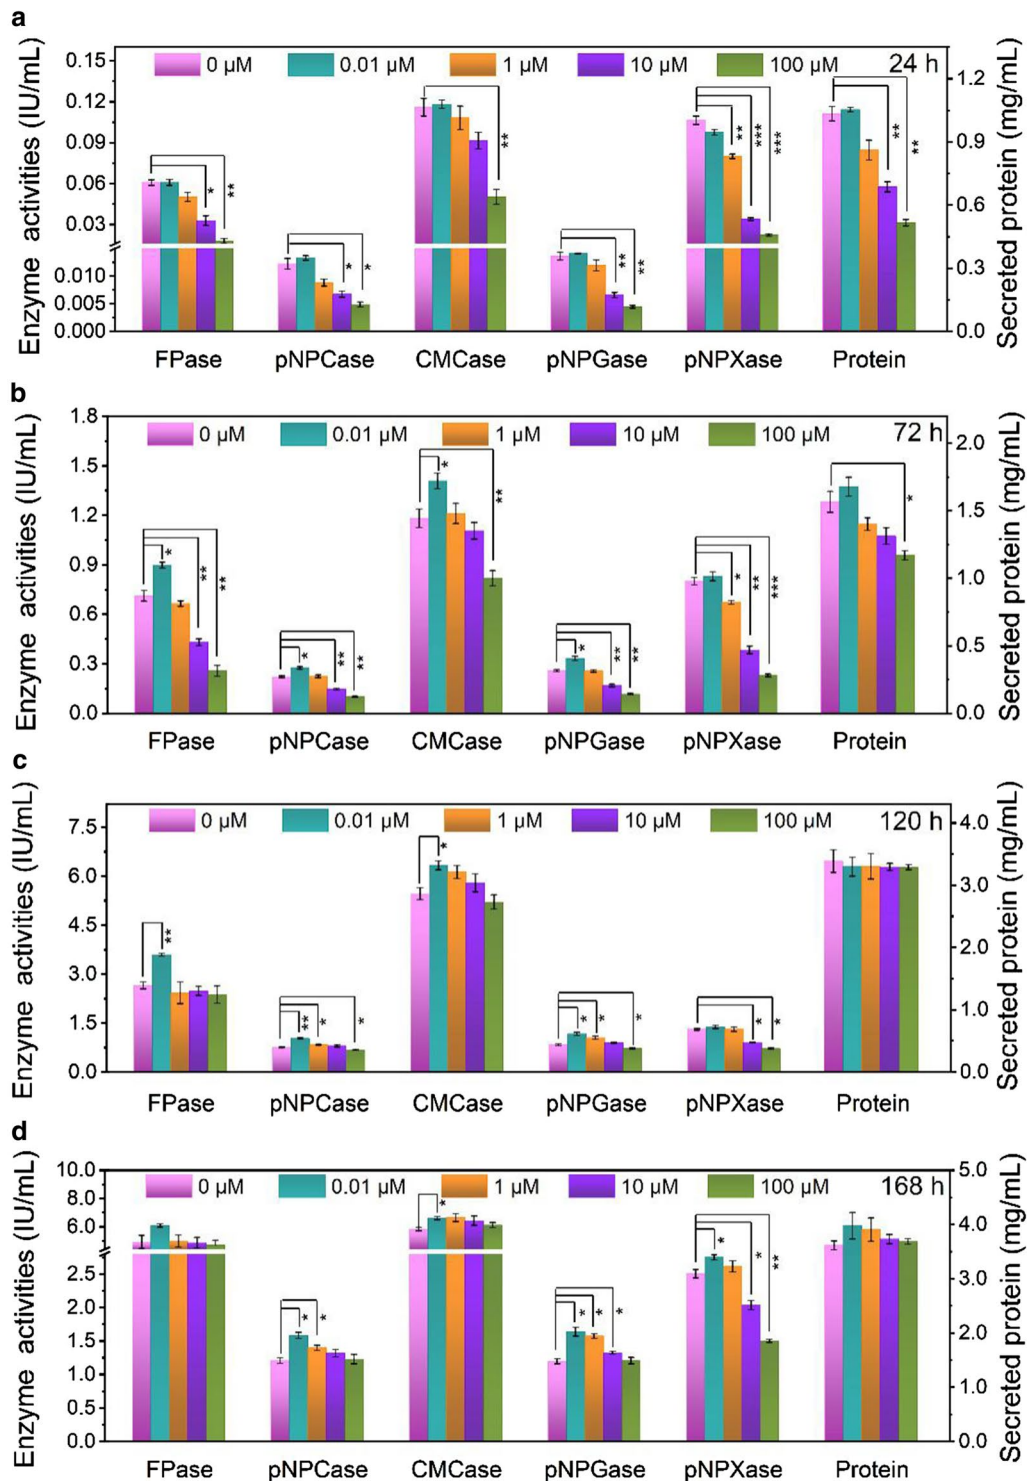 a
Enzyme activities (IU/mL)
0.15
0.12
0.09
0.06
0.03
0.010
0.005
0.000
0 µM 0.01 µM 1 µM 10 µM 100 µM 24 h
* ** * * ** ** ** ** *** *** ** **
1.2
0.9
0.6
0.3
0.0
Secreted protein (mg/mL)
FPase pNPCase CMCase pNPGase pNPXase Protein
b
Enzyme activities (IU/mL)
1.8
1.5
1.2
0.9
0.6
0.3
0.0
0 µM 0.01 µM 1 µM 10 µM 100 µM 72 h
* ** ** * ** ** * ** * ** ** * ** *** *
2.0
1.5
1.0
0.5
0.0
Secreted protein (mg/mL)
FPase pNPCase CMCase pNPGase pNPXase Protein
c
Enzyme activities (IU/mL)
7.5
6.0
4.5
3.0
1.5
0.0
0 µM 0.01 µM 1 µM 10 µM 100 µM 120 h
** ** * * * * * * * *
4.0
3.0
2.0
1.0
0.0
Secreted protein (mg/mL)
FPase pNPCase CMCase pNPGase pNPXase Protein
d
Enzyme activities (IU/mL)
10.0
8.0
6.0
2.5
2.0
1.5
1.0
0.5
0.0
0 µM 0.01 µM 1 µM 10 µM 100 µM 168 h
* * * * * * * * **
5.0
4.0
3.0
2.0
1.0
0.0
Secreted protein (mg/mL)
FPase pNPCase CMCase pNPGase pNPXase Protein